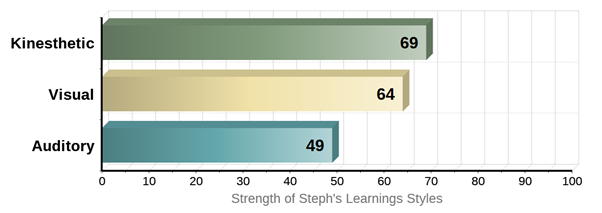 Kinesthetic 69
Visual 64
Auditory 49
0 10 20 30 40 50 60 70 80 90 100
Strength of Steph's Learnings Styles